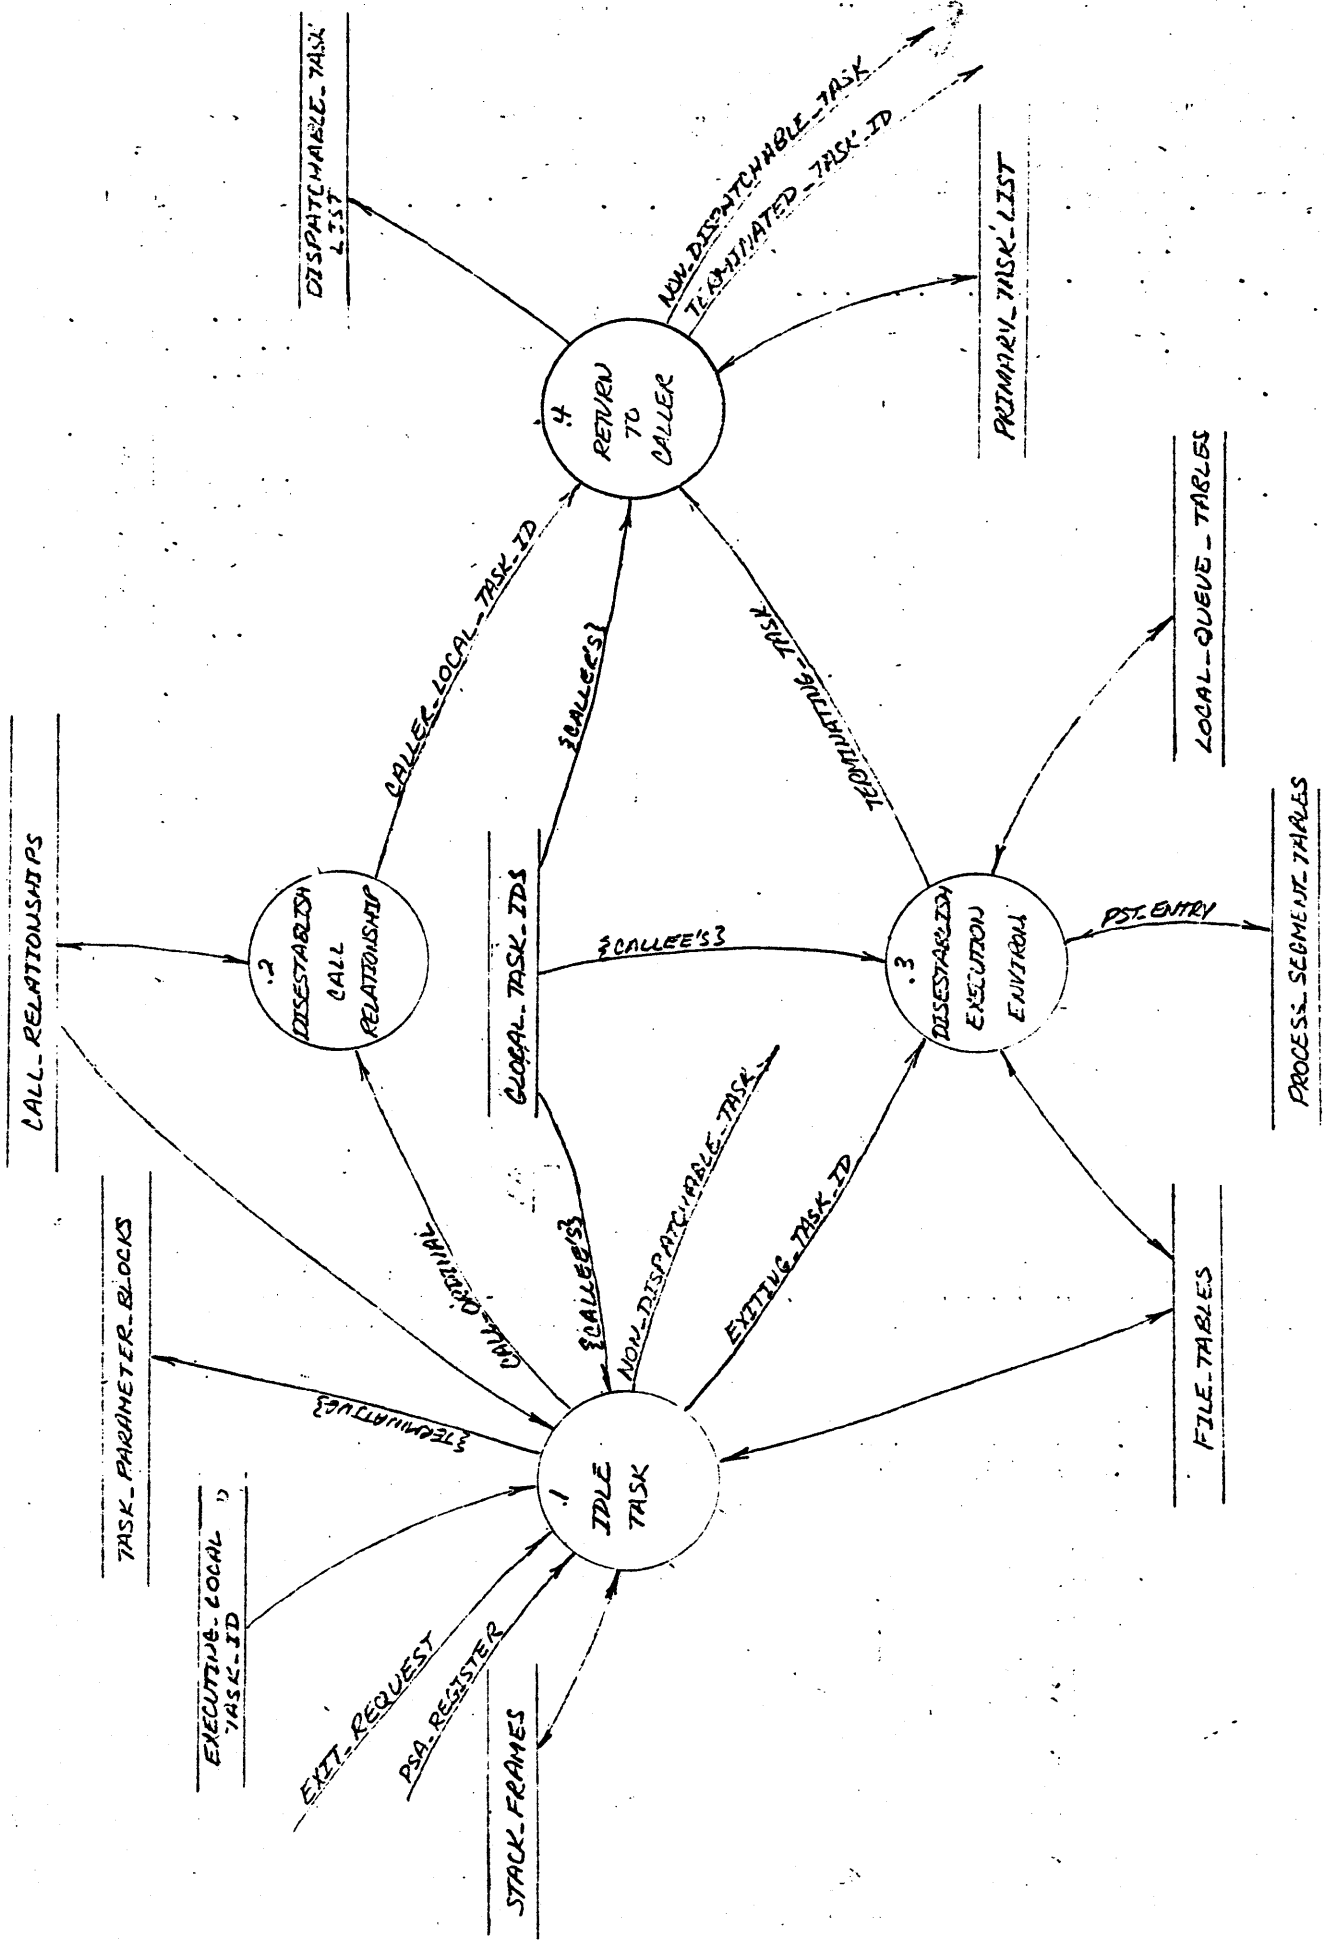 CALL_RELATIONSHIPS
TASK_PARAMETER_BLOCKS
EXECUTING_LOCAL
TASK_ID
DISPATCHABLE_TASK
LIST
EXIT_REQUEST
PSA_REGISTER
STACK_FRAMES
{TERMINATING}
.1
IDLE
TASK
CALL_ORDINAL
.2
DISESTABLISH
CALL
RELATIONSHIP
CALLER_LOCAL_TASK_ID
GLOBAL_TASK_IDS
{CALLEE'S}
{CALLEE'S}
{CALLER'S}
NON_DISPATCHABLE_TASK
EXITING_TASK_ID
.3
DISESTABLISH
EXECUTION
ENVIRON
TERMINATING_TASK
.4
RETURN
TO
CALLER
NON_DISPATCHABLE_TASK
TERMINATED_TASK_ID
PRIMARY_TASK_LIST
LOCAL_QUEUE_TABLES
PST_ENTRY
PROCESS_SEGMENT_TABLES
FILE_TABLES